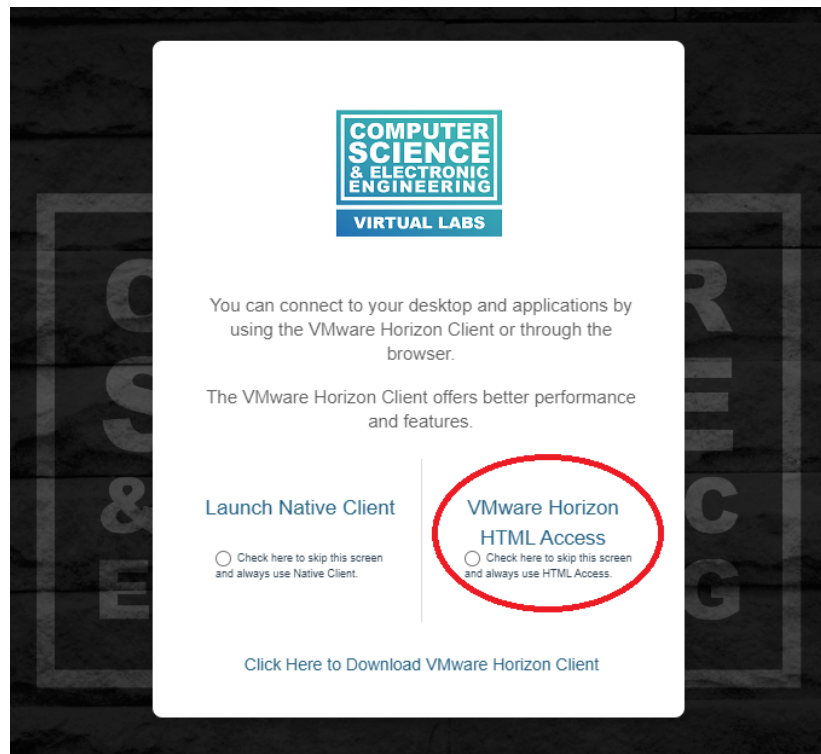 COMPUTER
SCIENCE
& ELECTRONIC
ENGINEERING
VIRTUAL LABS
You can connect to your desktop and applications by
using the VMware Horizon Client or through the
browser.
The VMware Horizon Client offers better performance
and features.
Launch Native Client
Check here to skip this screen
and always use Native Client.
VMware Horizon
HTML Access
Check here to skip this screen
and always use HTML Access.
Click Here to Download VMware Horizon Client